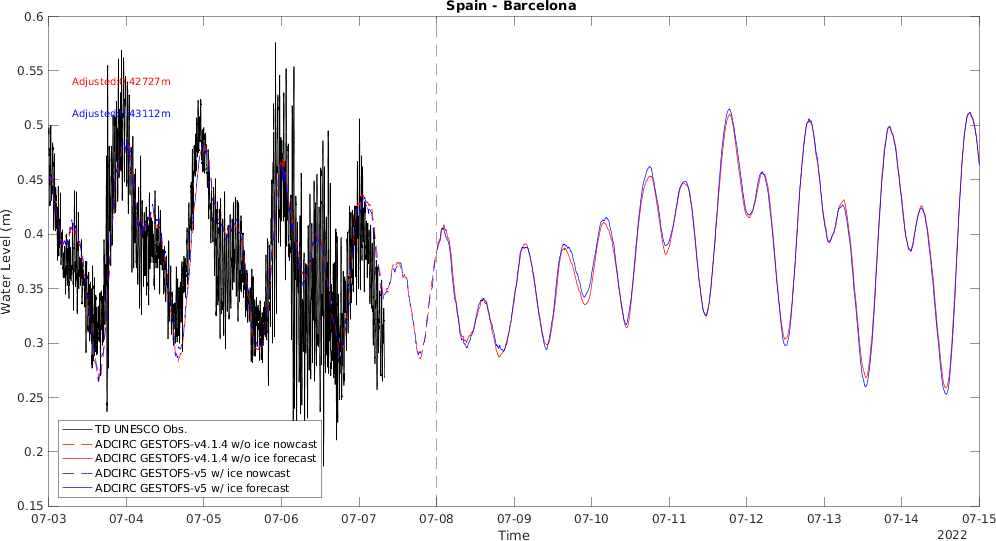 Spain - Barcelona
0.6
0.55
0.5
0.45
0.4
0.35
0.3
0.25
0.2
0.15
Water Level (m)
Adjusted:0.42727m
Adjusted:0.43112m
TD UNESCO Obs.
ADCIRC GESTOFS-v4.1.4 w/o ice nowcast
ADCIRC GESTOFS-v4.1.4 w/o ice forecast
ADCIRC GESTOFS-v5 w/ ice nowcast
ADCIRC GESTOFS-v5 w/ ice forecast
07-03 07-04 07-05 07-06 07-07 07-08 07-09 07-10 07-11 07-12 07-13 07-14 07-15
Time
2022